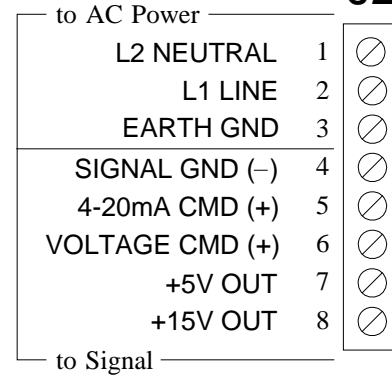 to AC Power
L2 NEUTRAL 1
L1 LINE 2
EARTH GND 3
SIGNAL GND (–) 4
4-20mA CMD (+) 5
VOLTAGE CMD (+) 6
+5V OUT 7
+15V OUT 8
to Signal